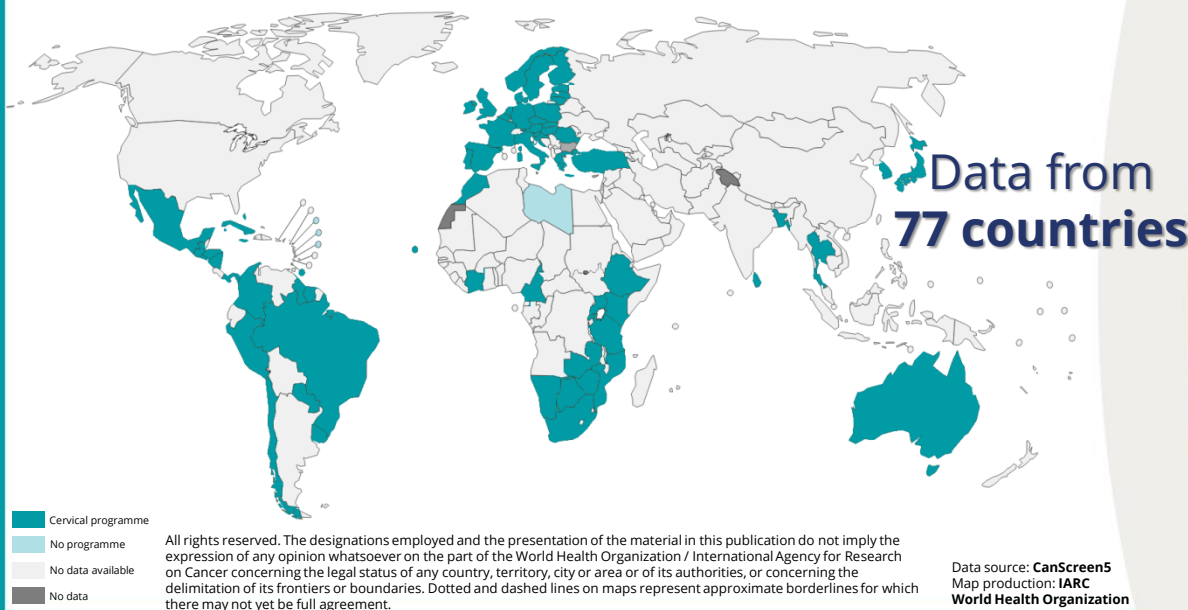 Data from
77 countries
Cervical programme
No programme
No data available
No data
All rights reserved. The designations employed and the presentation of the material in this publication do not imply the
expression of any opinion whatsoever on the part of the World Health Organization / International Agency for Research
on Cancer concerning the legal status of any country, territory, city or area or of its authorities, or concerning the
delimitation of its frontiers or boundaries. Dotted and dashed lines on maps represent approximate borderlines for which
there may not yet be full agreement.
Data source: CanScreen5
Map production: IARC
World Health Organization